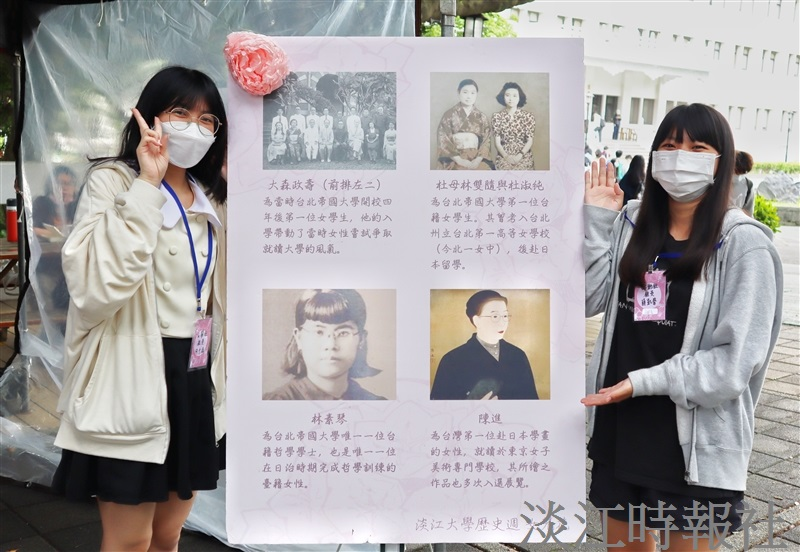 大森政壽（前排左二）
為當時台北帝國大學開校四
年後第一位女學生，他的入
學帶動了當時女性嘗試爭取
就讀大學的風氣。
杜母林雙隨與杜淑純
為台北帝國大學第一位台
籍女學生，其曾考入台北
州立台北第一高等女學校
（今北一女中），後赴日
本留學。
林素琴
為台北帝國大學唯一一位台
籍哲學學士，也是唯一一位
在日治時期完成哲學訓練的
臺籍女性。
陳進
為台灣第一位赴日本學畫
的女性，就讀於東京女子
美術專門學校，其所繪之
作品也多次入選展覽。
淡江大學歷史週
淡江時報社